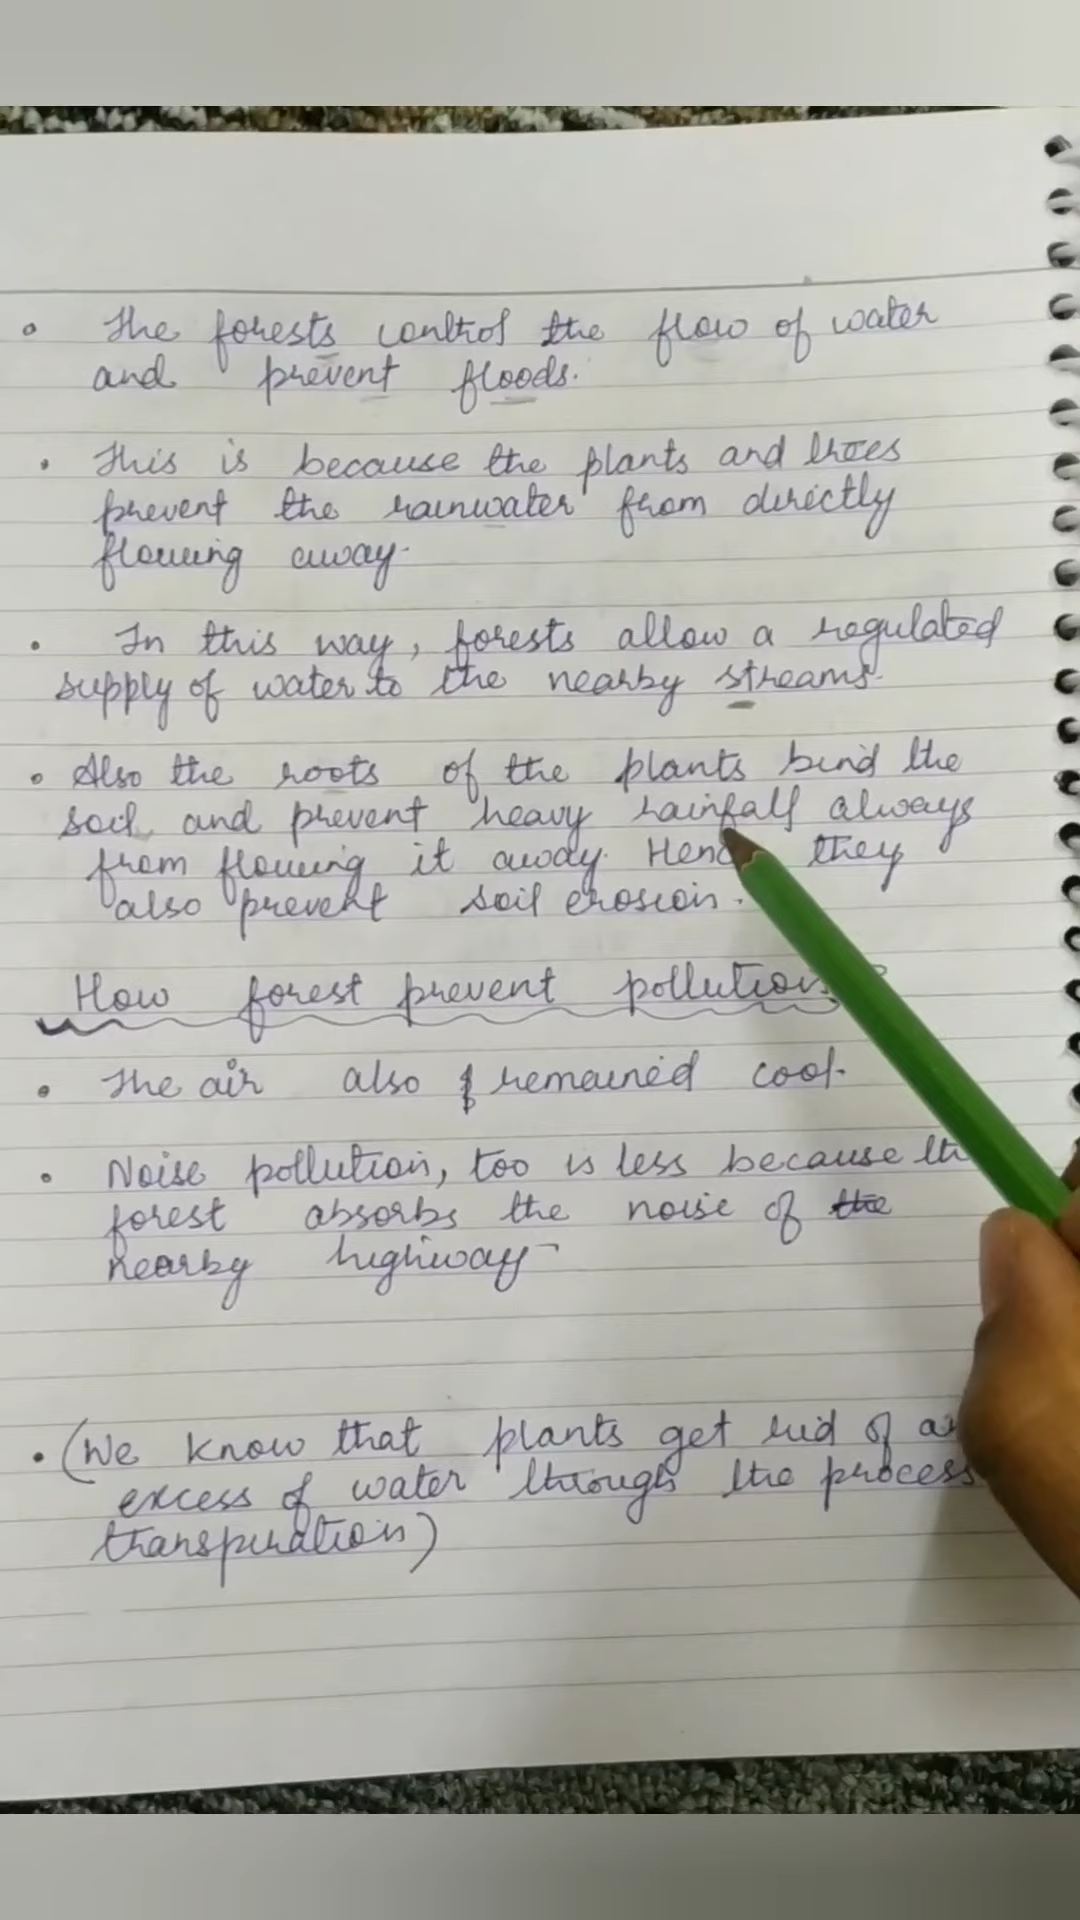 The forests control the flow of water
and prevent floods.
This is because the plants and trees
prevent the rainwater from directly
flowing away.
In this way, forests allow a regulated
supply of water to the nearby streams.
Also the roots of the plants bind the
soil and prevent heavy rainfall always
from flowing it away. they
also prevent soil erosion.
How forest prevent pollution
The air also remained cool.
Noise pollution, too is less because
forest absorbs the noise of the
nearby highway
(We know that plants get rid of
excess of water through the process
transpiration)